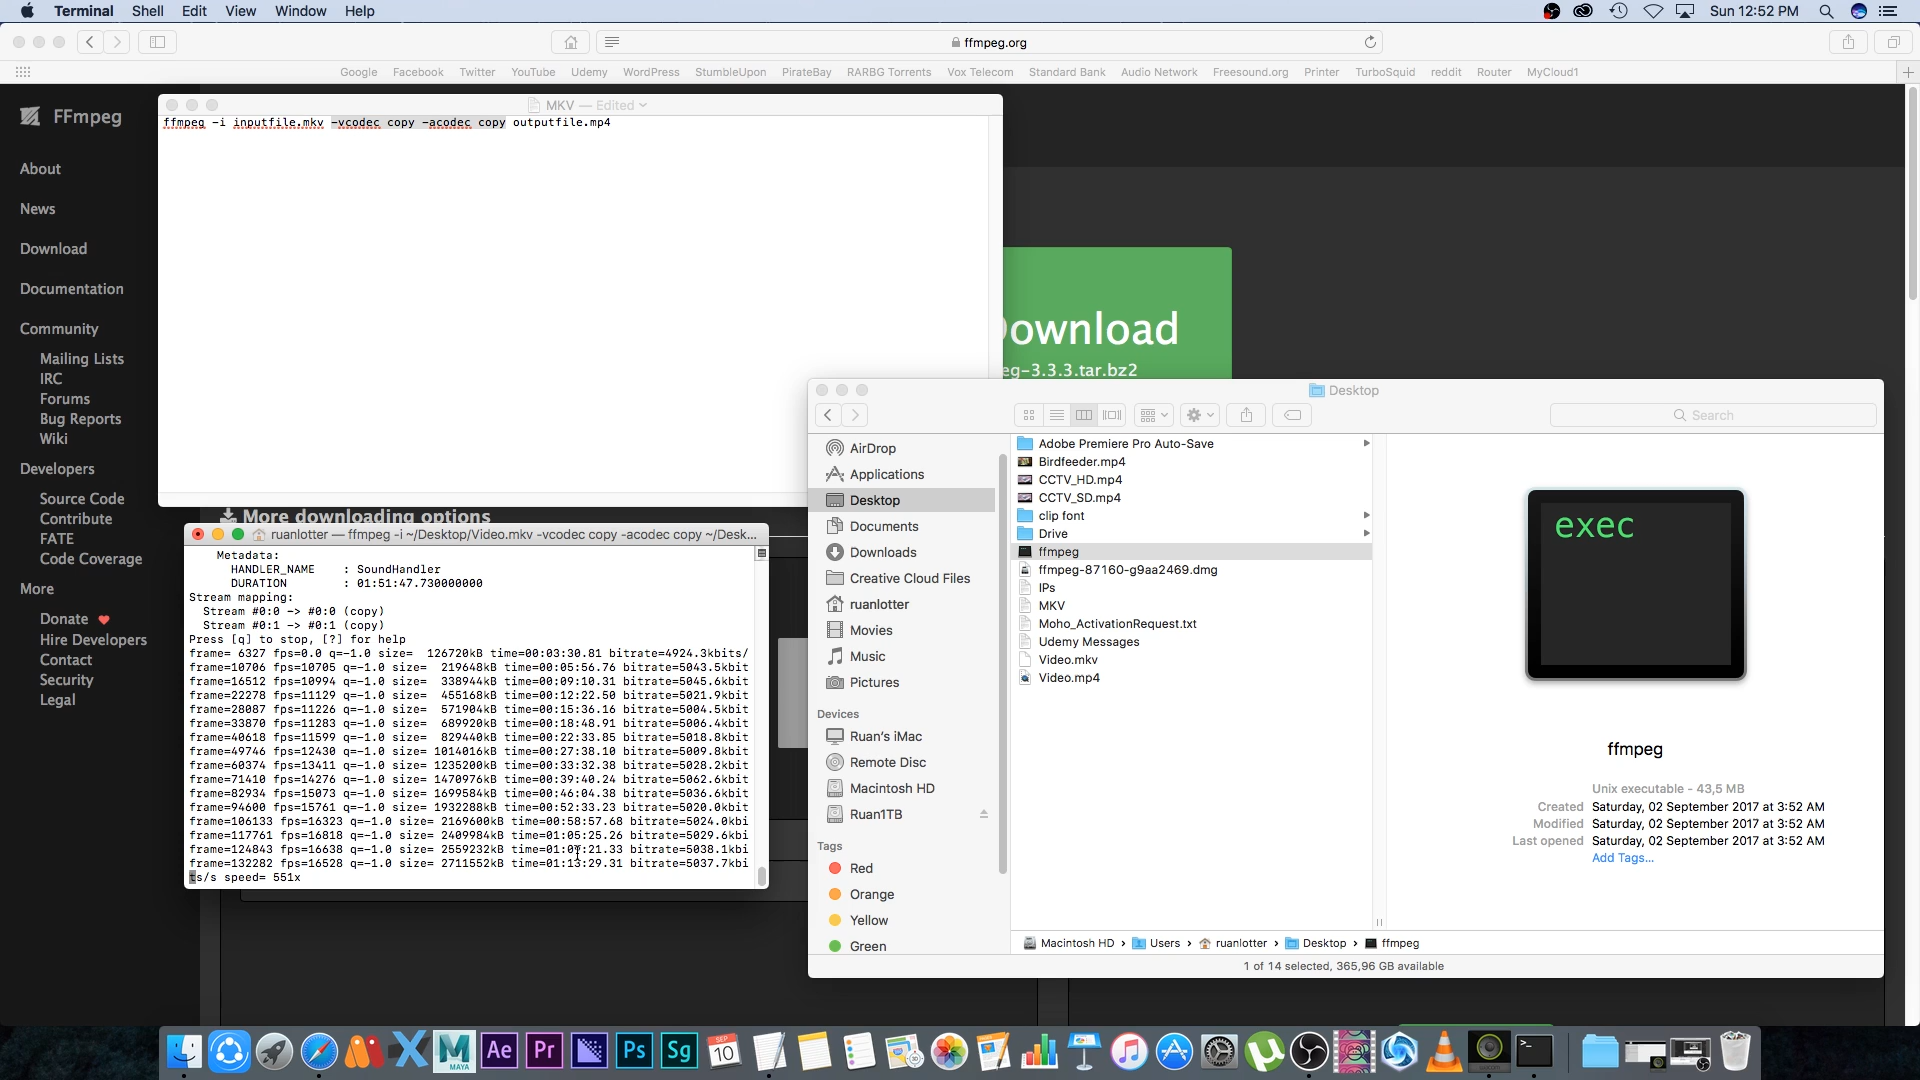 Terminal Shell Edit View Window Help
Sun 12:52 PM
ffmpeg.org
Google Facebook Twitter YouTube Udemy WordPress StumbleUpon PirateBay RARBG Torrents Vox Telecom Standard Bank Audio Network Freesound.org Printer TurboSquid reddit Router MyCloud1
FFmpeg
About
News
Download
Documentation
Community
Mailing Lists
IRC
Forums
Bug Reports
Wiki
Developers
Source Code
Contribute
FATE
Code Coverage
More
Donate
Hire Developers
Contact
Security
Legal
MKV — Edited
ffmpeg -i inputfile.mkv -vcodec copy -acodec copy outputfile.mp4
ownload
eg-3.3.3.tar.bz2
More downloading options
ruanlotter — ffmpeg -i ~/Desktop/Video.mkv -vcodec copy -acodec copy ~/Desk...
Metadata:
HANDLER_NAME : SoundHandler
DURATION : 01:51:47.730000000
Stream mapping:
Stream #0:0 -> #0:0 (copy)
Stream #0:1 -> #0:1 (copy)
Press [q] to stop, [?] for help
frame= 6327 fps=0.0 q=-1.0 size= 126720kB time=00:03:30.81 bitrate=4924.3kbits/
frame=10706 fps=10705 q=-1.0 size= 219648kB time=00:05:56.76 bitrate=5043.5kbit
frame=16512 fps=10994 q=-1.0 size= 338944kB time=00:09:10.31 bitrate=5045.6kbit
frame=22278 fps=11129 q=-1.0 size= 455168kB time=00:12:22.50 bitrate=5021.9kbit
frame=28087 fps=11226 q=-1.0 size= 571904kB time=00:15:36.16 bitrate=5004.5kbit
frame=33870 fps=11283 q=-1.0 size= 689920kB time=00:18:48.91 bitrate=5006.4kbit
frame=40618 fps=11599 q=-1.0 size= 829440kB time=00:22:33.85 bitrate=5018.8kbit
frame=49746 fps=12430 q=-1.0 size= 1014016kB time=00:27:38.10 bitrate=5009.8kbit
frame=60374 fps=13411 q=-1.0 size= 1235200kB time=00:33:32.38 bitrate=5028.2kbit
frame=71410 fps=14276 q=-1.0 size= 1470976kB time=00:39:40.24 bitrate=5062.6kbit
frame=82934 fps=15073 q=-1.0 size= 1699584kB time=00:46:04.38 bitrate=5036.6kbit
frame=94600 fps=15761 q=-1.0 size= 1932288kB time=00:52:33.23 bitrate=5020.0kbit
frame=106133 fps=16323 q=-1.0 size= 2169600kB time=00:58:57.68 bitrate=5024.0kbi
frame=117761 fps=16818 q=-1.0 size= 2409984kB time=01:05:25.26 bitrate=5029.6kbi
frame=124843 fps=16638 q=-1.0 size= 2559232kB time=01:09:21.33 bitrate=5038.1kbi
frame=132282 fps=16528 q=-1.0 size= 2711552kB time=01:13:29.31 bitrate=5037.7kbi
ts/s speed= 551x
Desktop
Search
AirDrop
Applications
Desktop
Documents
Downloads
Creative Cloud Files
ruanlotter
Movies
Music
Pictures
Devices
Ruan's iMac
Remote Disc
Macintosh HD
Ruan1TB
Tags
Red
Orange
Yellow
Green
Adobe Premiere Pro Auto-Save
Birdfeeder.mp4
CCTV_HD.mp4
CCTV_SD.mp4
clip font
Drive
ffmpeg
ffmpeg-87160-g9aa2469.dmg
IPs
MKV
Moho_ActivationRequest.txt
Udemy Messages
Video.mkv
Video.mp4
exec
ffmpeg
Unix executable - 43,5 MB
Created Saturday, 02 September 2017 at 3:52 AM
Modified Saturday, 02 September 2017 at 3:52 AM
Last opened Saturday, 02 September 2017 at 3:52 AM
Add Tags...
Macintosh HD › Users › ruanlotter › Desktop › ffmpeg
1 of 14 selected, 365,96 GB available
MAYA
Ae
Pr
Ps
Sg
SEP
10